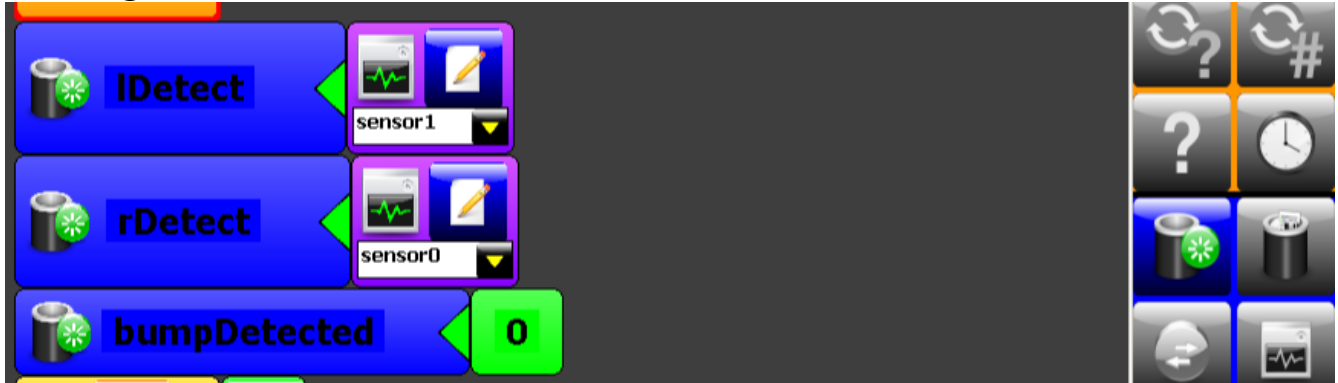 lDetect
sensor1
rDetect
sensor0
bumpDetected 0
? #
?